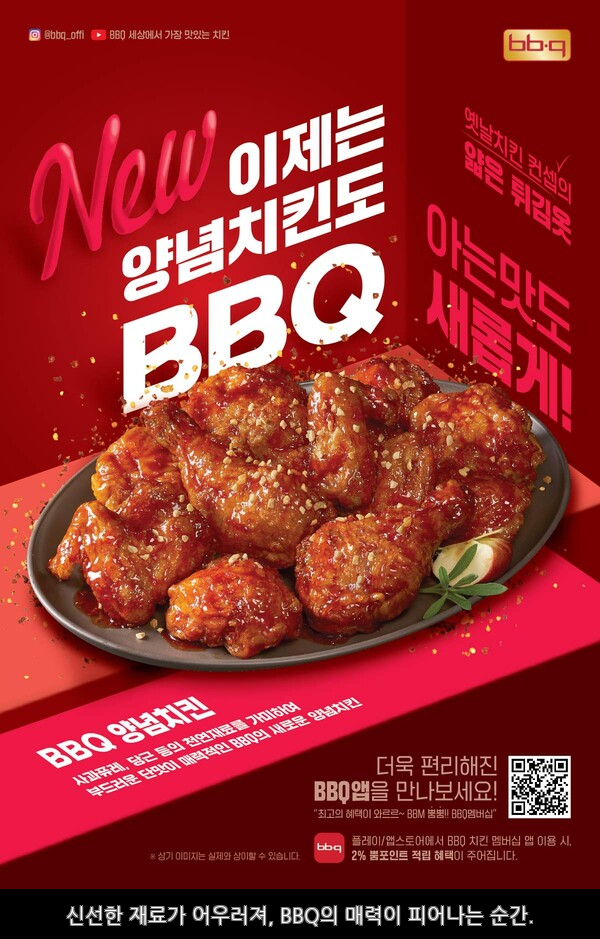 @bbq_offi BBQ 세상에서 가장 맛있는 치킨
bb.q
New 이제는
양념치킨도
BBQ
옛날치킨 컨셉의
얇은 튀김옷
아는맛도
새롭게!
BBQ 양념치킨
사과퓨레, 당근 등의 천연재료를 가미하여
부드러운 단맛이 매력적인 BBQ의 새로운 양념치킨
더욱 편리해진
BBQ앱을 만나보세요!
"최고의 혜택이 와르르~ BBM 뿜뿜!! BBQ멤버십"
bb.q
플레이/앱스토어에서 BBQ 치킨 멤버십 앱 이용 시,
2% 뿜포인트 적립 혜택이 주어집니다.
※ 상기 이미지는 실제와 상이할 수 있습니다.
신선한 재료가 어우러져, BBQ의 매력이 피어나는 순간.